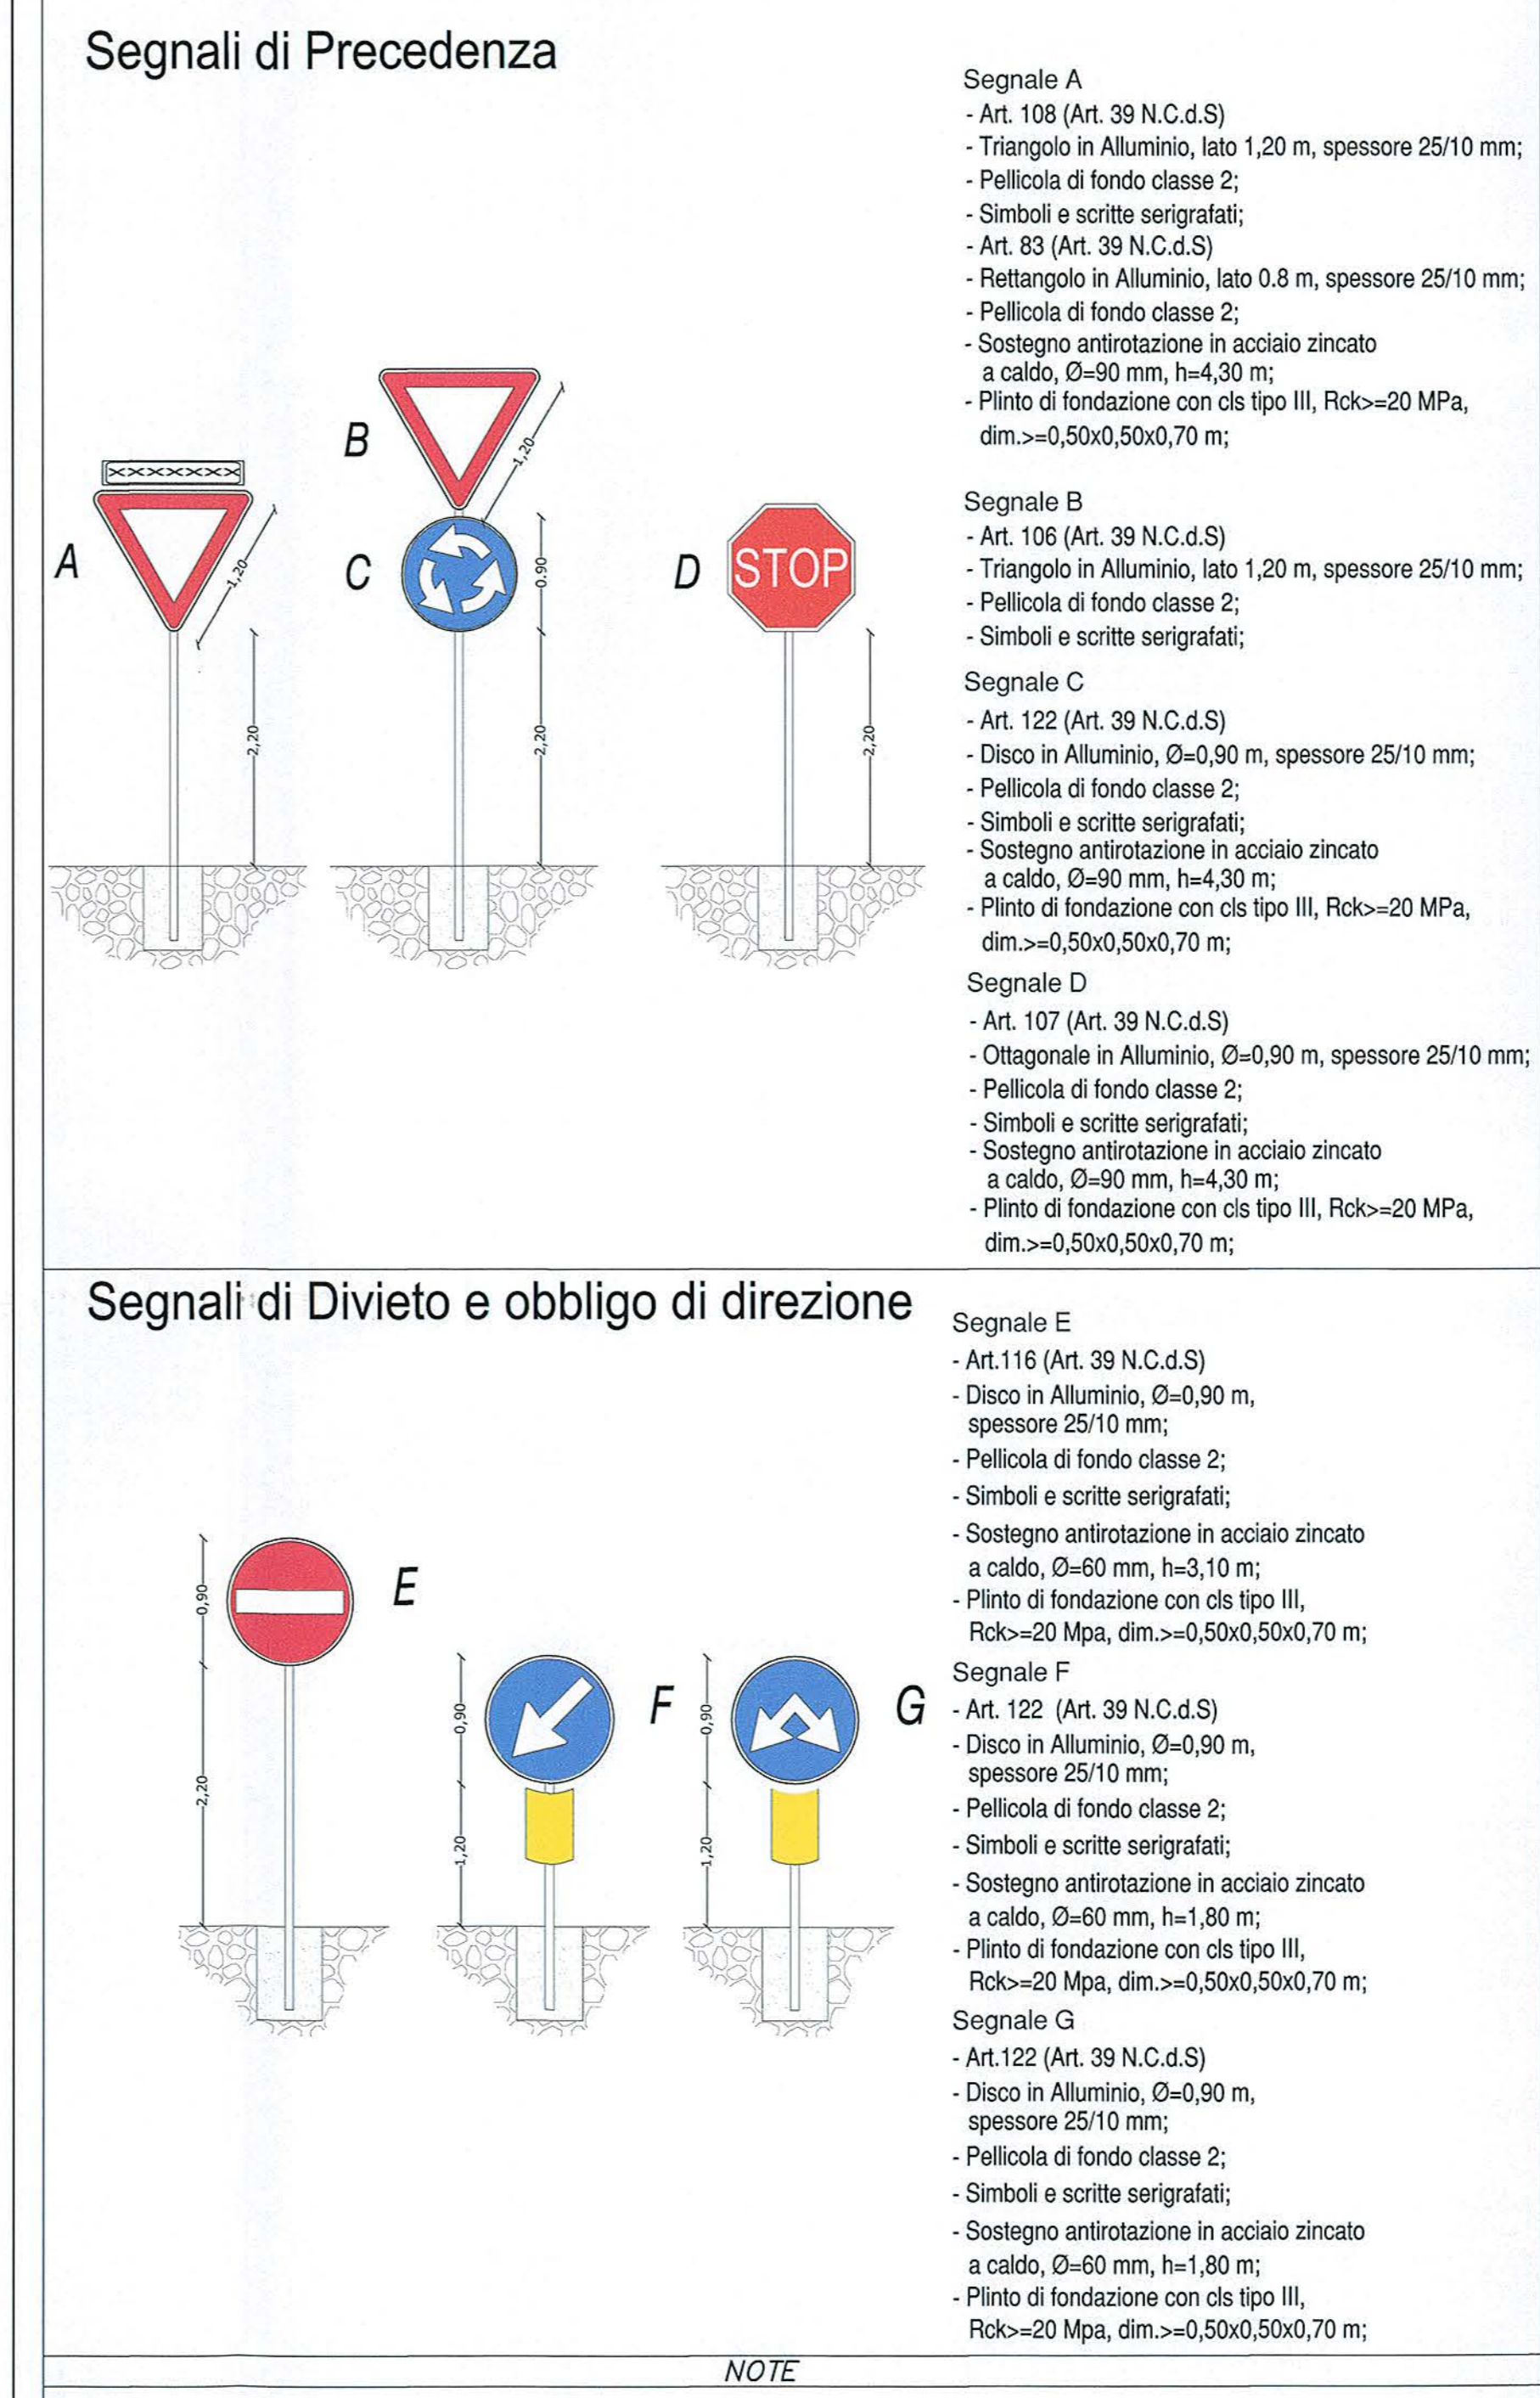 Segnali di Precedenza
Segnale A
- Art. 108 (Art. 39 N.C.d.S)
- Triangolo in Alluminio, lato 1,20 m, spessore 25/10 mm;
- Pellicola di fondo classe 2;
- Simboli e scritte serigrafati;
- Art. 83 (Art. 39 N.C.d.S)
- Rettangolo in Alluminio, lato 0.8 m, spessore 25/10 mm;
- Pellicola di fondo classe 2;
- Sostegno antirotazione in acciaio zincato
a caldo, Ø=90 mm, h=4,30 m;
- Plinto di fondazione con cls tipo III, Rck>=20 MPa,
dim.>=0,50x0,50x0,70 m;
Segnale B
- Art. 106 (Art. 39 N.C.d.S)
- Triangolo in Alluminio, lato 1,20 m, spessore 25/10 mm;
- Pellicola di fondo classe 2;
- Simboli e scritte serigrafati;
Segnale C
- Art. 122 (Art. 39 N.C.d.S)
- Disco in Alluminio, Ø=0,90 m, spessore 25/10 mm;
- Pellicola di fondo classe 2;
- Simboli e scritte serigrafati;
- Sostegno antirotazione in acciaio zincato
a caldo, Ø=90 mm, h=4,30 m;
- Plinto di fondazione con cls tipo III, Rck>=20 MPa,
dim.>=0,50x0,50x0,70 m;
Segnale D
- Art. 107 (Art. 39 N.C.d.S)
- Ottagonale in Alluminio, Ø=0,90 m, spessore 25/10 mm;
- Pellicola di fondo classe 2;
- Simboli e scritte serigrafati;
- Sostegno antirotazione in acciaio zincato
a caldo, Ø=90 mm, h=4,30 m;
- Plinto di fondazione con cls tipo III, Rck>=20 MPa,
dim.>=0,50x0,50x0,70 m;
A
XXXXXXXX
1,20
2,20
B
1,20
C
0.90
2,20
D
STOP
2,20
Segnali di Divieto e obbligo di direzione
Segnale E
- Art.116 (Art. 39 N.C.d.S)
- Disco in Alluminio, Ø=0,90 m,
spessore 25/10 mm;
- Pellicola di fondo classe 2;
- Simboli e scritte serigrafati;
- Sostegno antirotazione in acciaio zincato
a caldo, Ø=60 mm, h=3,10 m;
- Plinto di fondazione con cls tipo III,
Rck>=20 Mpa, dim.>=0,50x0,50x0,70 m;
Segnale F
- Art. 122 (Art. 39 N.C.d.S)
- Disco in Alluminio, Ø=0,90 m,
spessore 25/10 mm;
- Pellicola di fondo classe 2;
- Simboli e scritte serigrafati;
- Sostegno antirotazione in acciaio zincato
a caldo, Ø=60 mm, h=1,80 m;
- Plinto di fondazione con cls tipo III,
Rck>=20 Mpa, dim.>=0,50x0,50x0,70 m;
Segnale G
- Art.122 (Art. 39 N.C.d.S)
- Disco in Alluminio, Ø=0,90 m,
spessore 25/10 mm;
- Pellicola di fondo classe 2;
- Simboli e scritte serigrafati;
- Sostegno antirotazione in acciaio zincato
a caldo, Ø=60 mm, h=1,80 m;
- Plinto di fondazione con cls tipo III,
Rck>=20 Mpa, dim.>=0,50x0,50x0,70 m;
0,90
2,20
E
0,90
1,20
F
0,90
1,20
G
NOTE